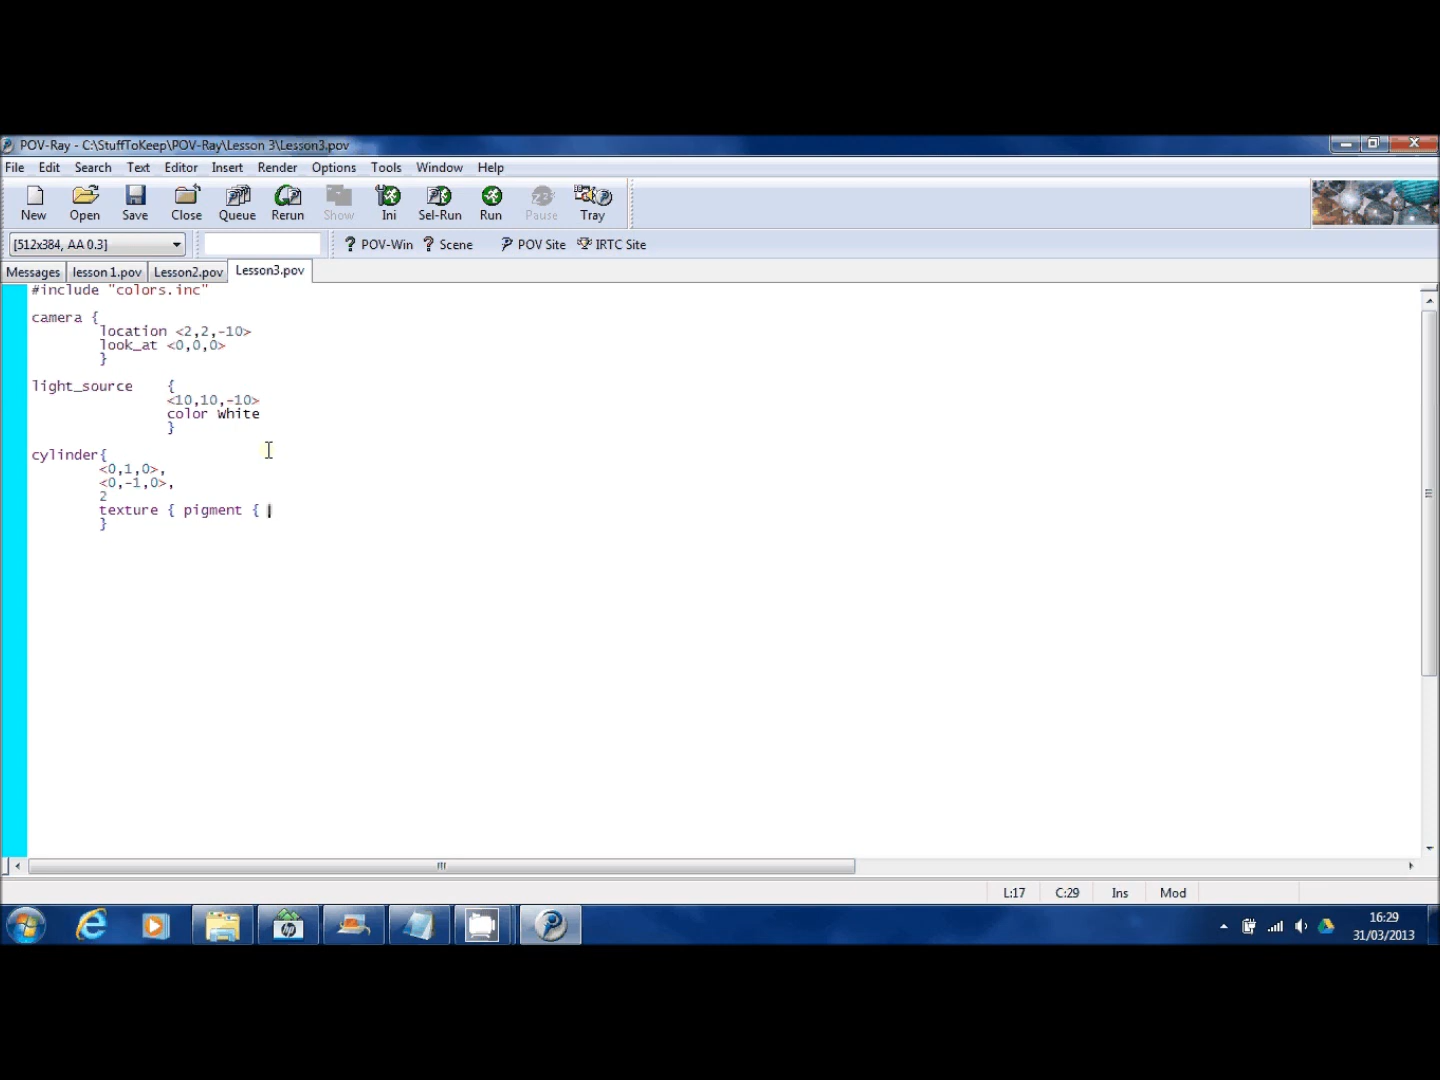 POV-Ray - C:\StuffToKeep\POV-Ray\Lesson 3\Lesson3.pov
File Edit Search Text Editor Insert Render Options Tools Window Help
New Open Save Close Queue Rerun Show Ini Sel-Run Run Pause Tray
[512x384, AA 0.3] ? POV-Win ? Scene POV Site IRTC Site
Messages lesson 1.pov Lesson2.pov Lesson3.pov
#include "colors.inc"
camera {
location <2,2,-10>
look_at <0,0,0>
}
light_source {
<10,10,-10>
color White
}
cylinder{
<0,1,0>,
<0,-1,0>,
2
texture { pigment {
}
L:17 C:29 Ins Mod
16:29
31/03/2013